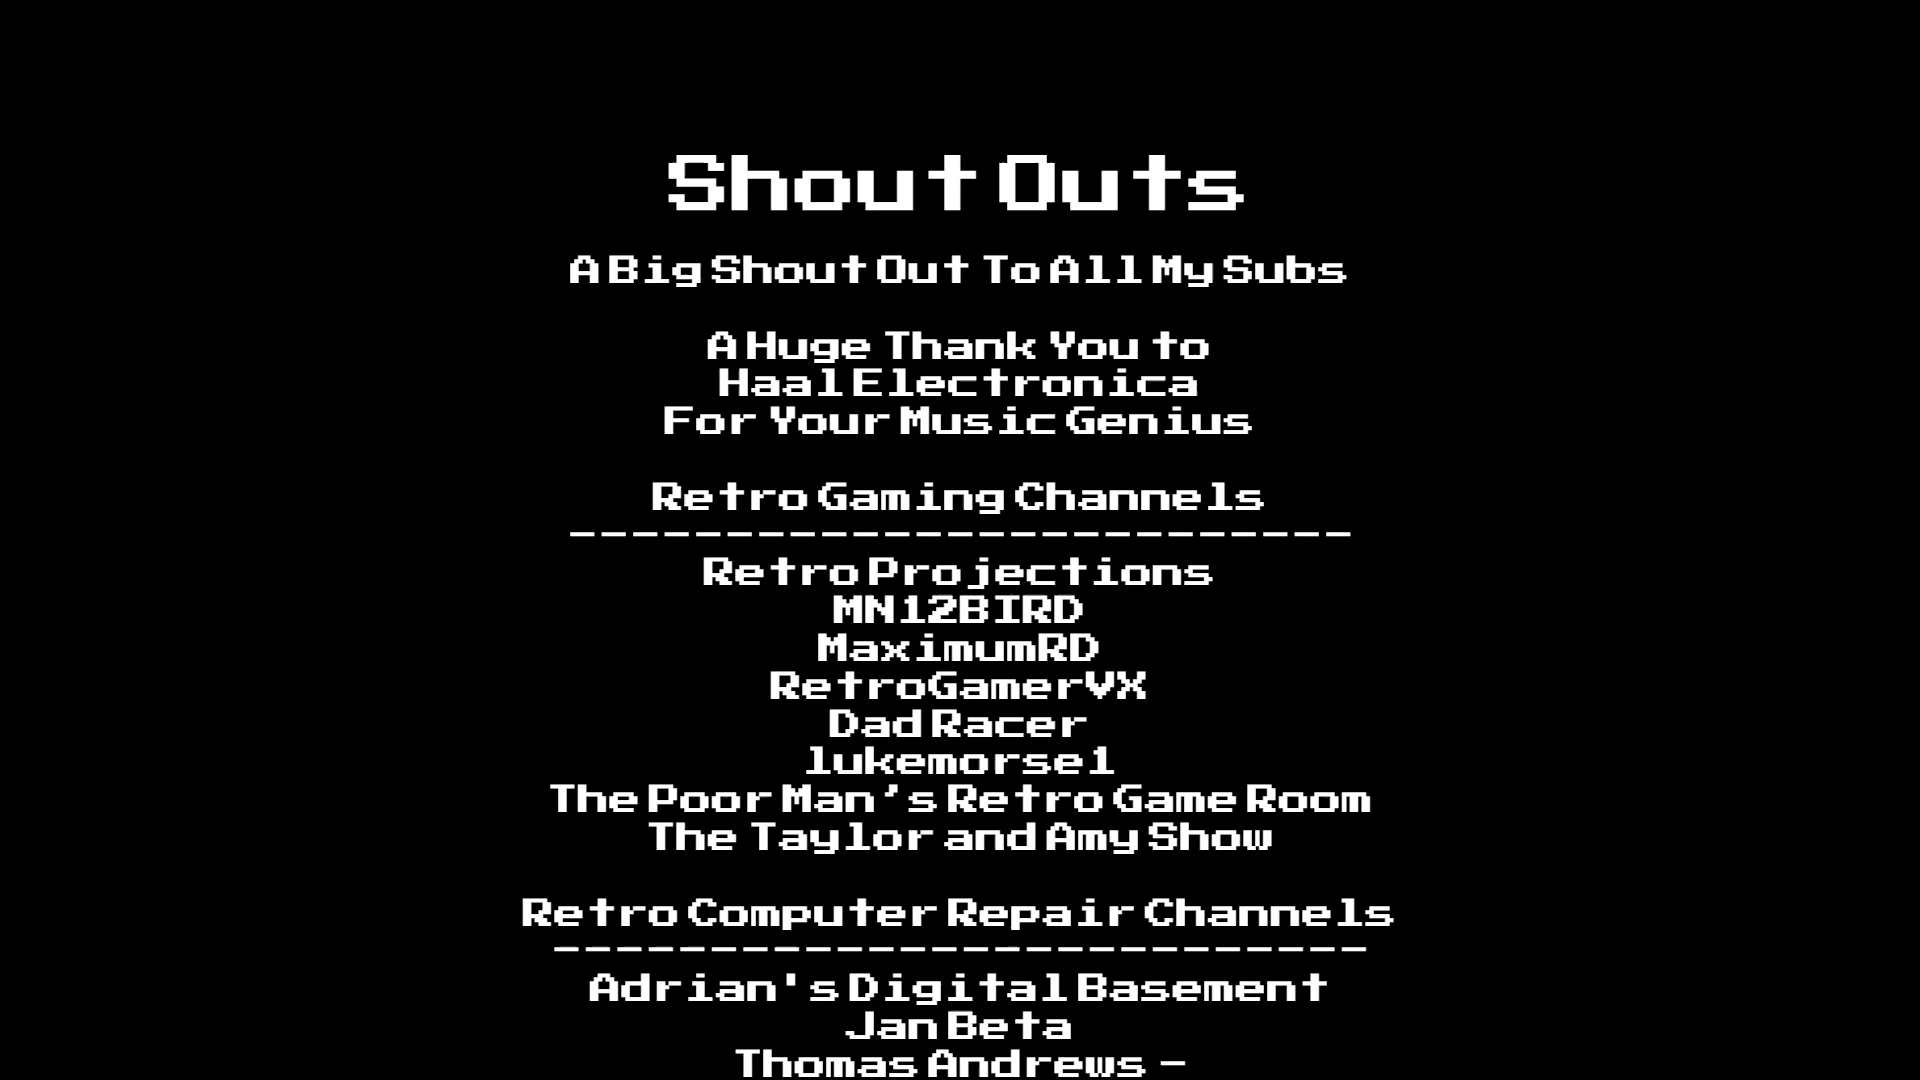 Shout Outs
A Big Shout Out To All My Subs
A Huge Thank You to
Haal Electronica
For Your Music Genius
Retro Gaming Channels
-------------------------
Retro Projections
MN12BIRD
MaximumRD
RetroGamerVX
Dad Racer
lukemorse1
The Poor Man's Retro Game Room
The Taylor and Amy Show
Retro Computer Repair Channels
--------------------------
Adrian's Digital Basement
Jan Beta
Thomas Andrews -